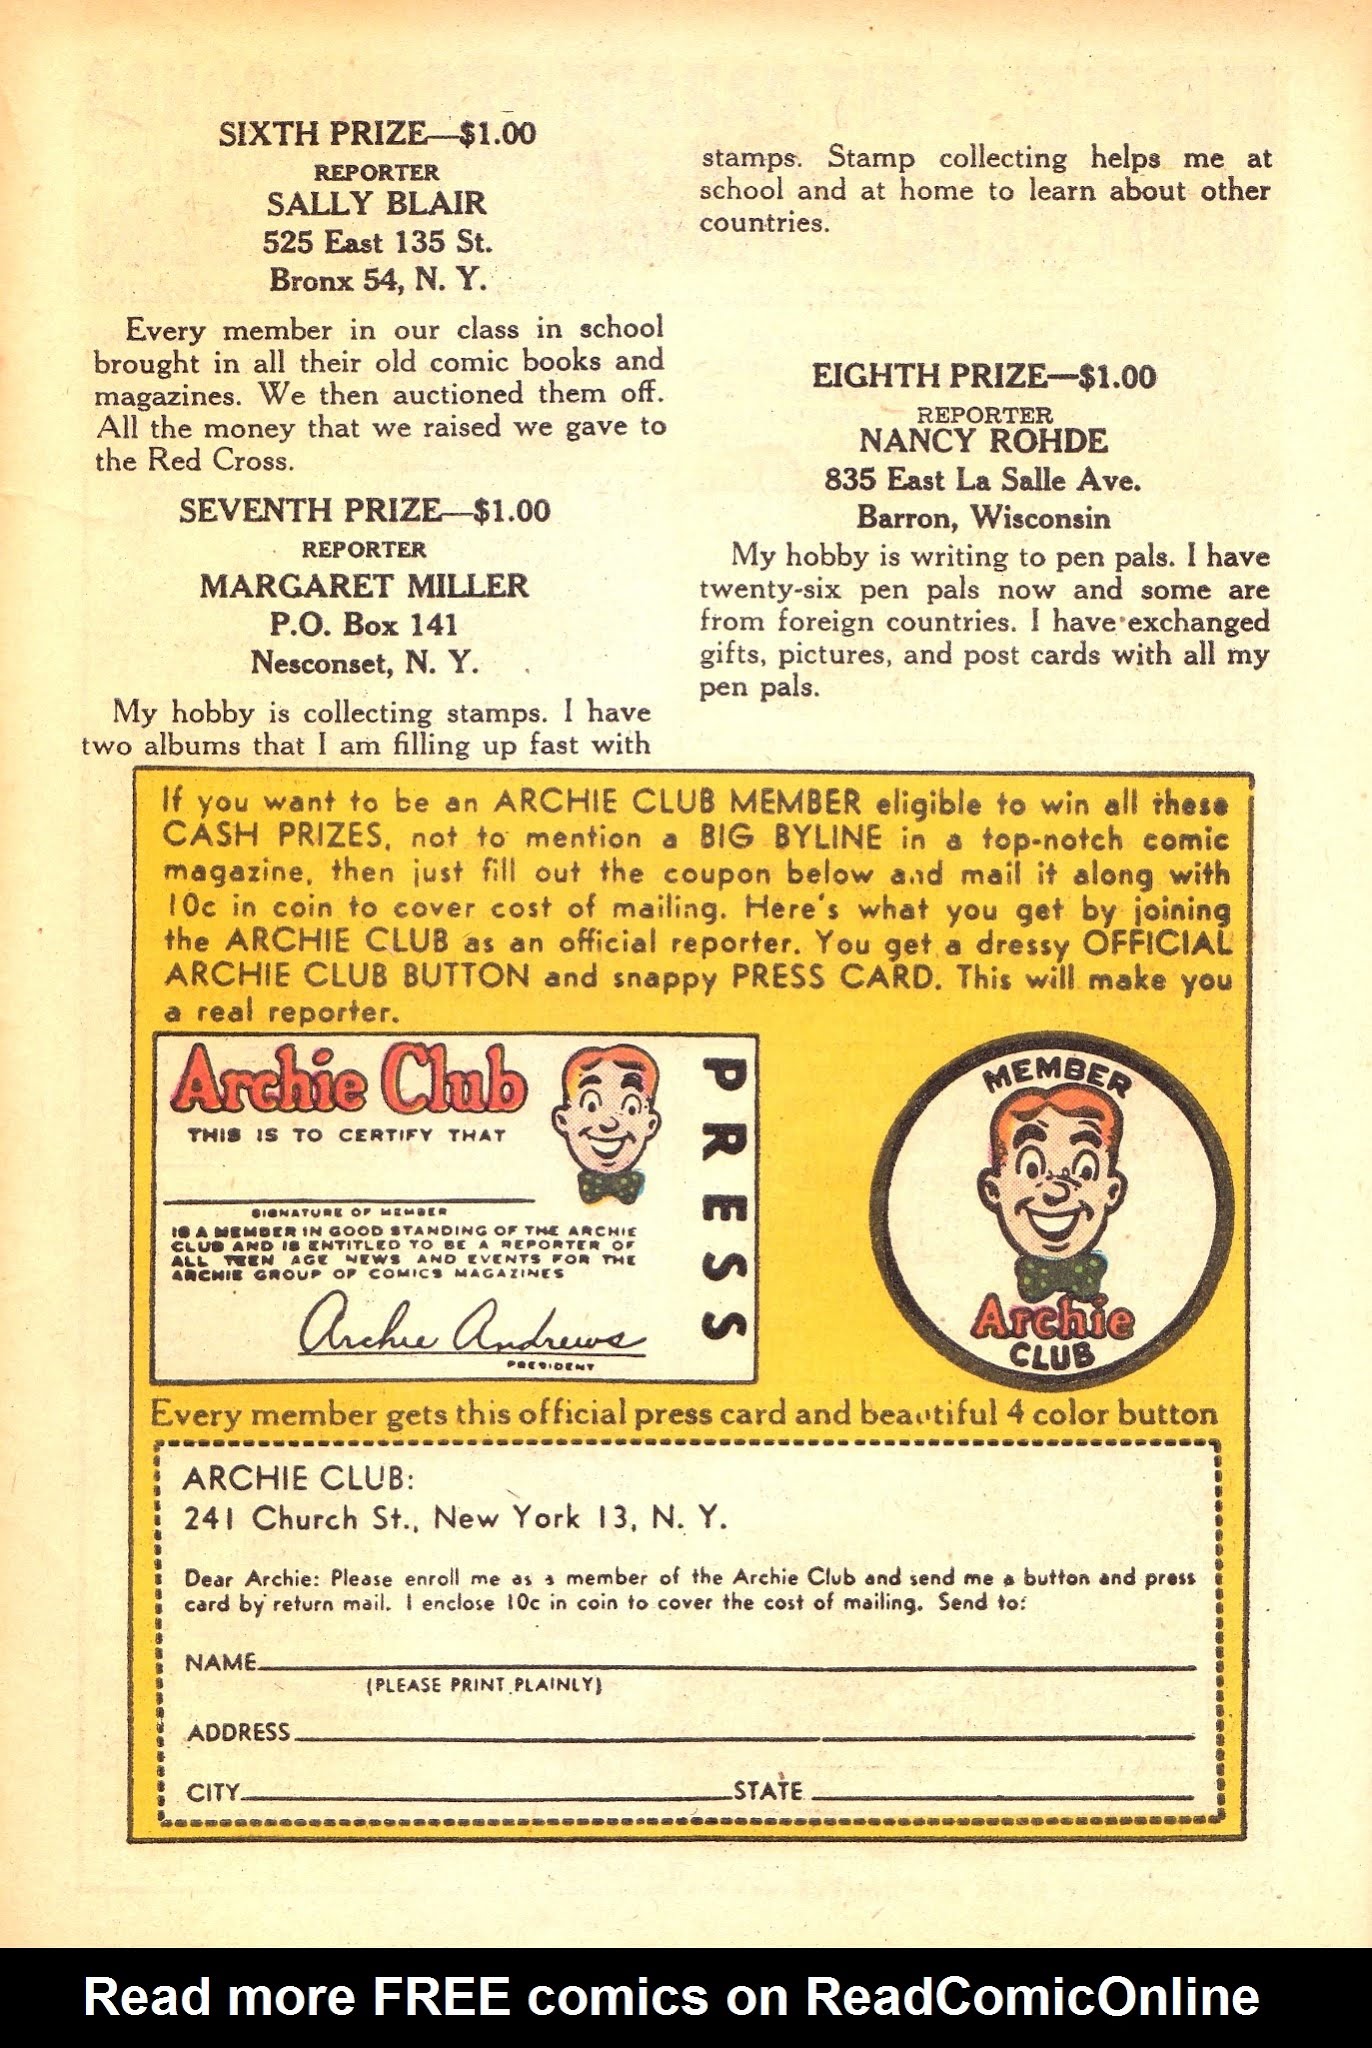 SIXTH PRIZE—$1.00
REPORTER
SALLY BLAIR
525 East 135 St.
Bronx 54, N. Y.
Every member in our class in school
brought in all their old comic books and
magazines. We then auctioned them off.
All the money that we raised we gave to
the Red Cross.
SEVENTH PRIZE—$1.00
REPORTER
MARGARET MILLER
P.O. Box 141
Nesconset, N. Y.
My hobby is collecting stamps. I have
two albums that I am filling up fast with
stamps. Stamp collecting helps me at
school and at home to learn about other
countries.
EIGHTH PRIZE—$1.00
REPORTER
NANCY ROHDE
835 East La Salle Ave.
Barron, Wisconsin
My hobby is writing to pen pals. I have
twenty-six pen pals now and some are
from foreign countries. I have exchanged
gifts, pictures, and post cards with all my
pen pals.
If you want to be an ARCHIE CLUB MEMBER eligible to win all these
CASH PRIZES, not to mention a BIG BYLINE in a top-notch comic
magazine, then just fill out the coupon below and mail it along with
10c in coin to cover cost of mailing. Here's what you get by joining
the ARCHIE CLUB as an official reporter. You get a dressy OFFICIAL
ARCHIE CLUB BUTTON and snappy PRESS CARD. This will make you
a real reporter.
Archie Club
THIS IS TO CERTIFY THAT
SIGNATURE OF MEMBER
IS A MEMBER IN GOOD STANDING OF THE ARCHIE
CLUB AND IS ENTITLED TO BE A REPORTER OF
ALL TEEN AGE NEWS AND EVENTS FOR THE
ARCHIE GROUP OF COMICS MAGAZINES
Archie Andrews
PRESIDENT
PRESS
MEMBER
Archie
CLUB
Every member gets this official press card and beautiful 4 color button
ARCHIE CLUB:
241 Church St., New York 13, N. Y.
Dear Archie: Please enroll me as a member of the Archie Club and send me a button and press
card by return mail. I enclose 10c in coin to cover the cost of mailing. Send to:
NAME
(PLEASE PRINT PLAINLY)
ADDRESS
CITY STATE
Read more FREE comics on ReadComicOnline